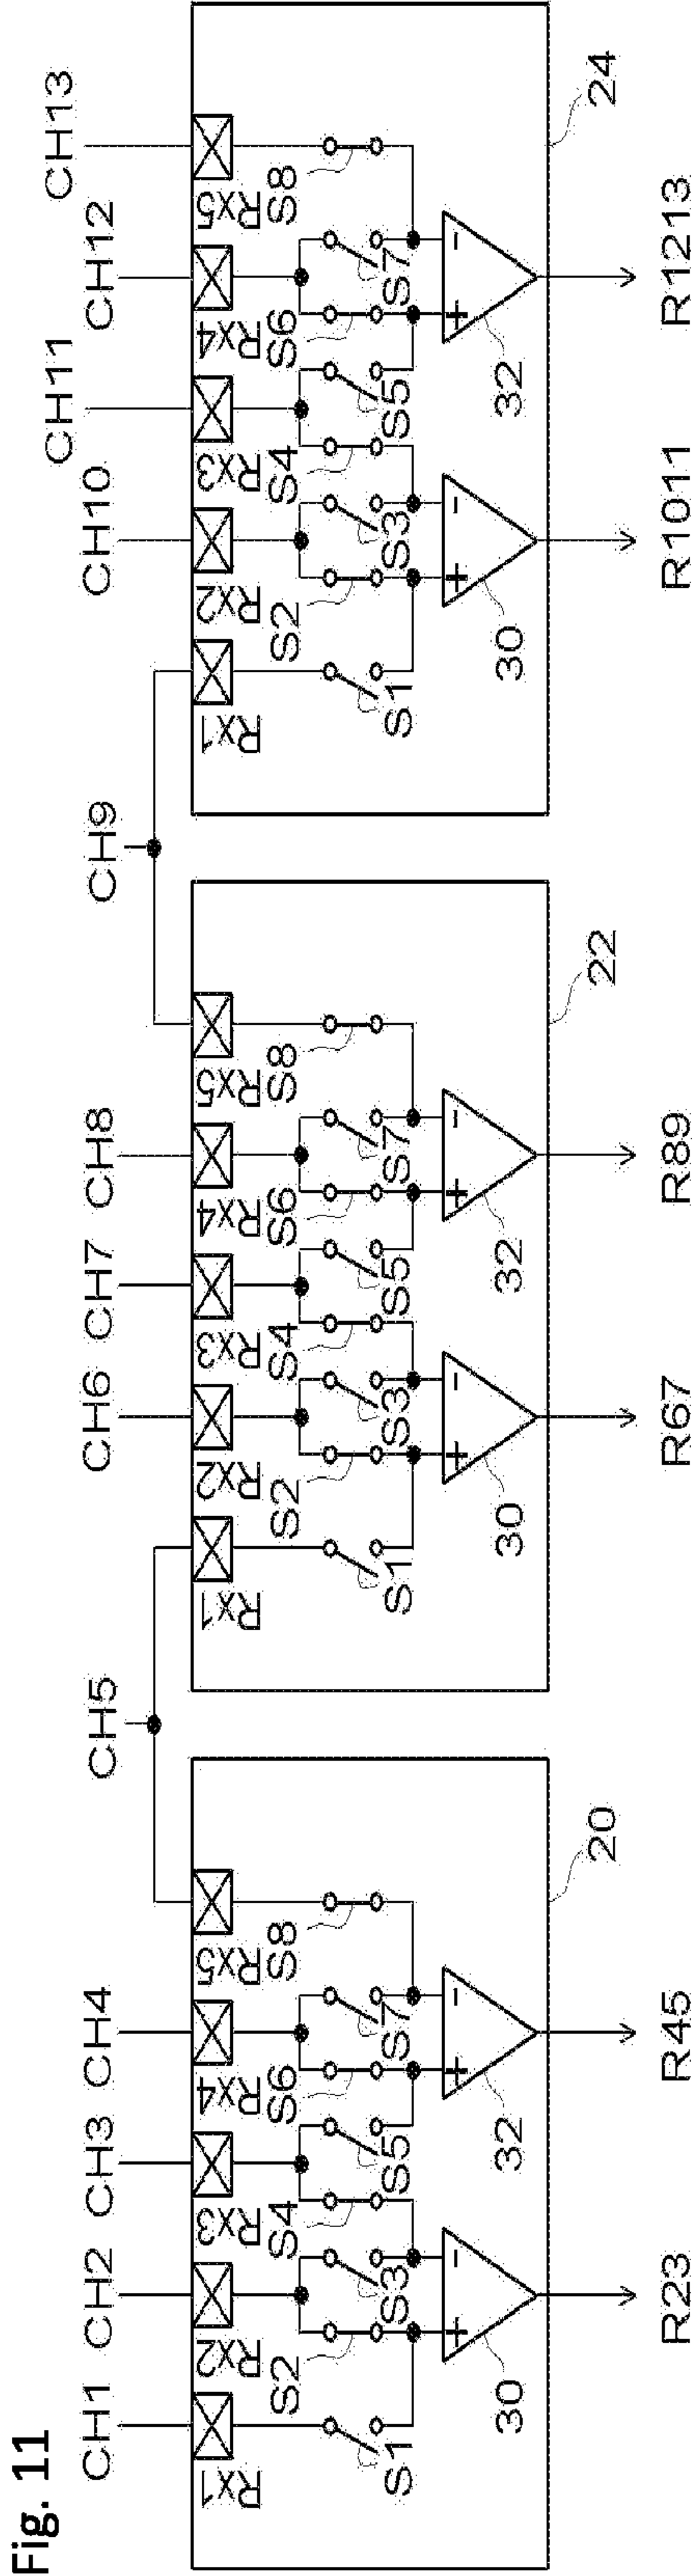 Fig. 11
CH1 CH2 CH3 CH4 CH5 CH6 CH7 CH8 CH9 CH10 CH11 CH12 CH13
Rx1 Rx2 Rx3 Rx4 Rx5
S1 S2 S3 S4 S5 S6 S7 S8
+ - + -
30 32
20
R23 R45
Rx1 Rx2 Rx3 Rx4 Rx5
S1 S2 S3 S4 S5 S6 S7 S8
+ - + -
30 32
22
R67 R89
Rx1 Rx2 Rx3 Rx4 Rx5
S1 S2 S3 S4 S5 S6 S7 S8
+ - + -
30 32
24
R1011 R1213